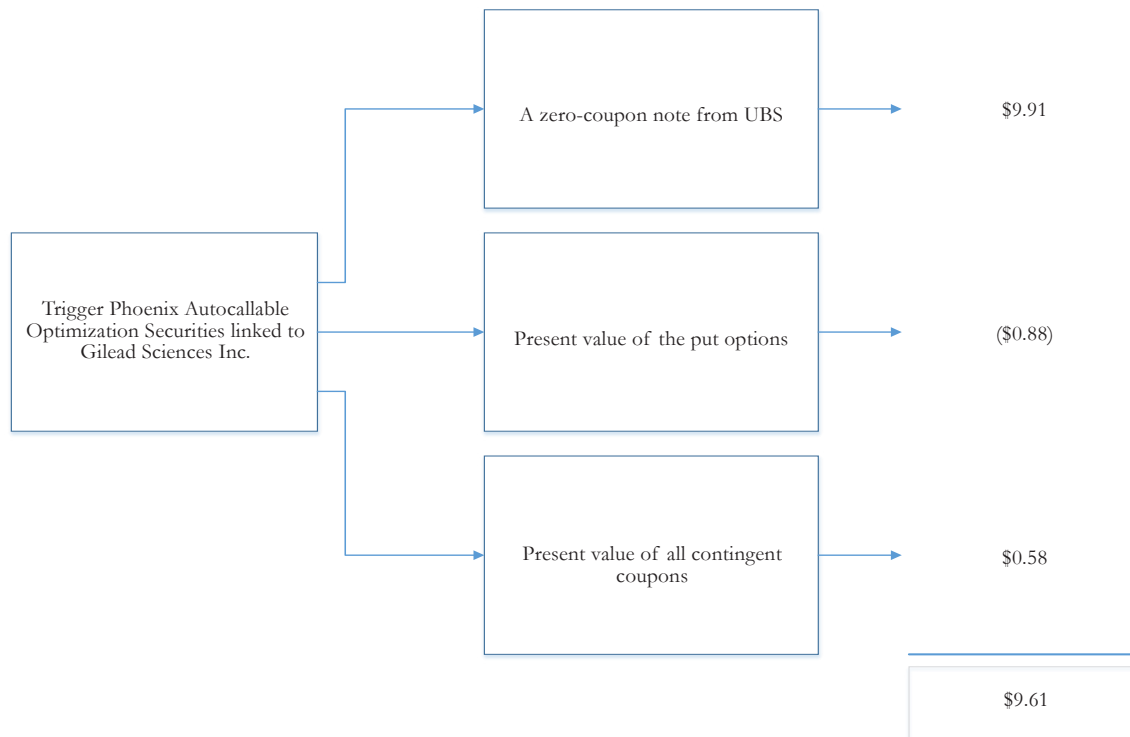 A zero-coupon note from UBS
$9.91
Trigger Phoenix Autocallable
Optimization Securities linked to
Gilead Sciences Inc.
Present value of the put options
($0.88)
Present value of all contingent
coupons
$0.58
$9.61